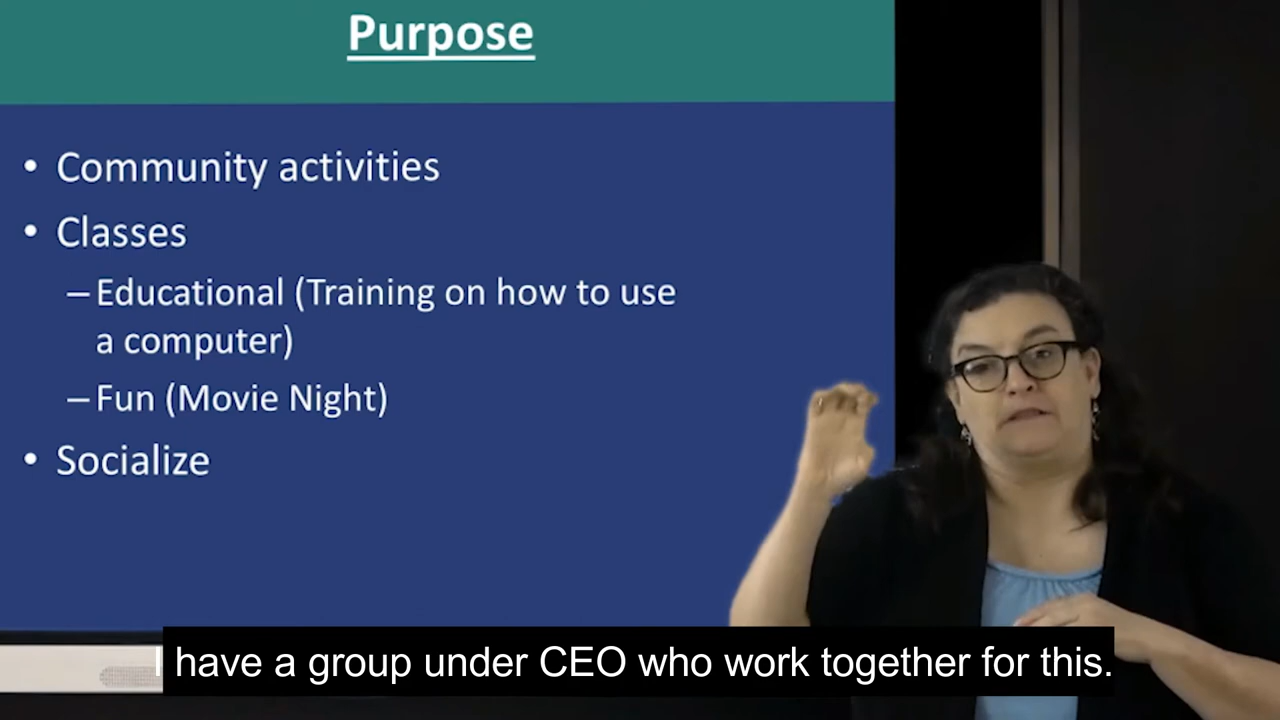 Purpose
• Community activities
• Classes
– Educational (Training on how to use
a computer)
– Fun (Movie Night)
• Socialize
I have a group under CEO who work together for this.